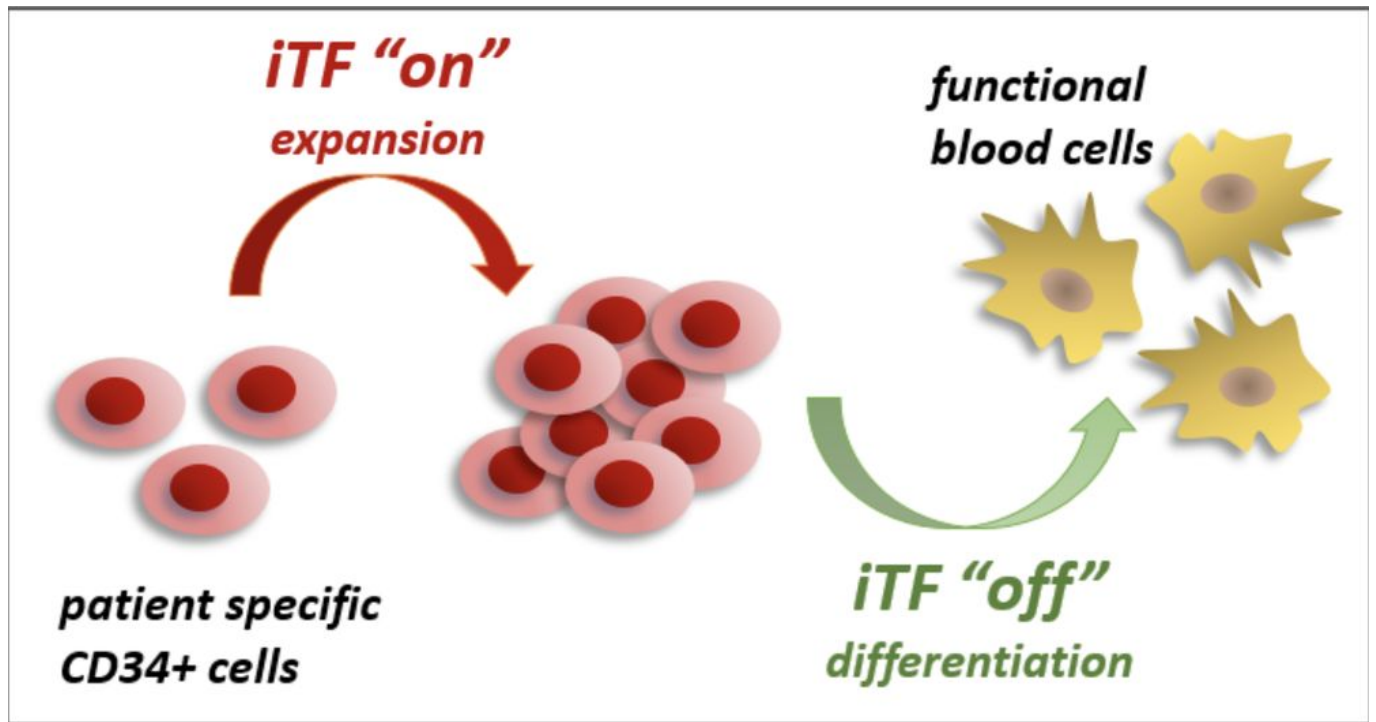 iTF “on”
expansion
functional
blood cells
patient specific
CD34+ cells
iTF “off”
differentiation